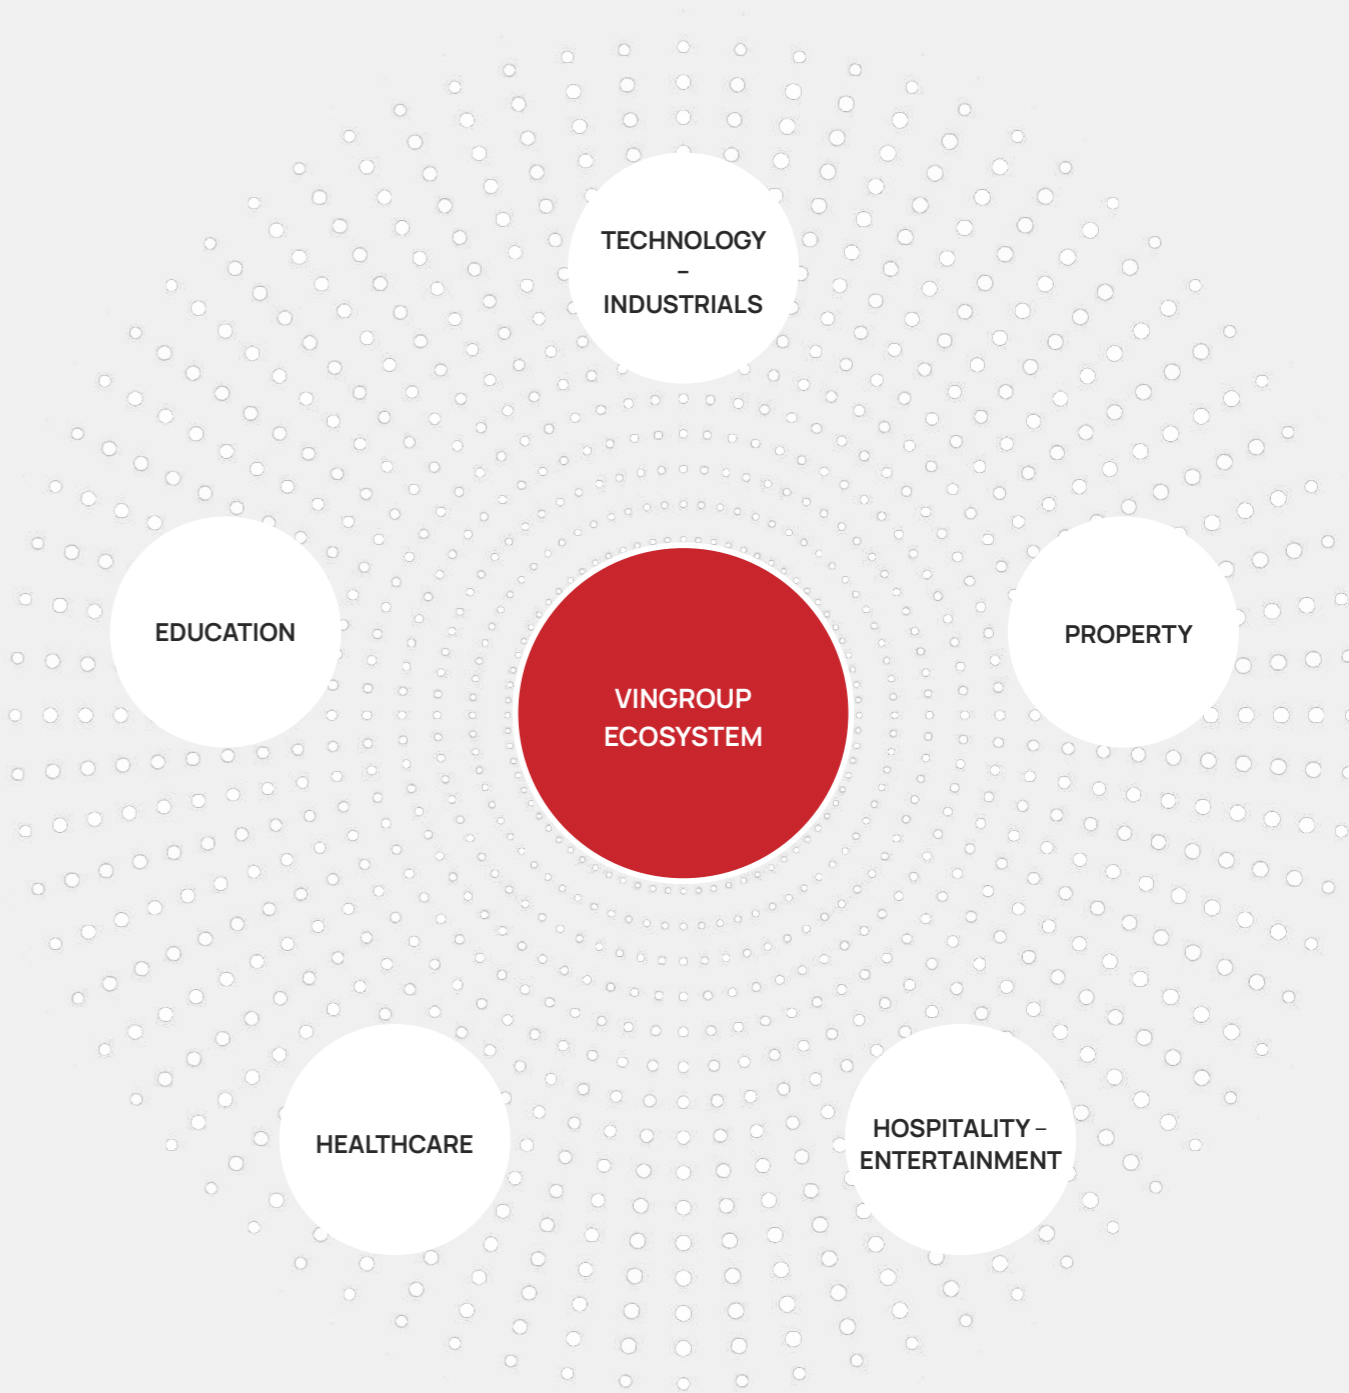 TECHNOLOGY
–
INDUSTRIALS
EDUCATION
PROPERTY
VINGROUP
ECOSYSTEM
HEALTHCARE
HOSPITALITY –
ENTERTAINMENT